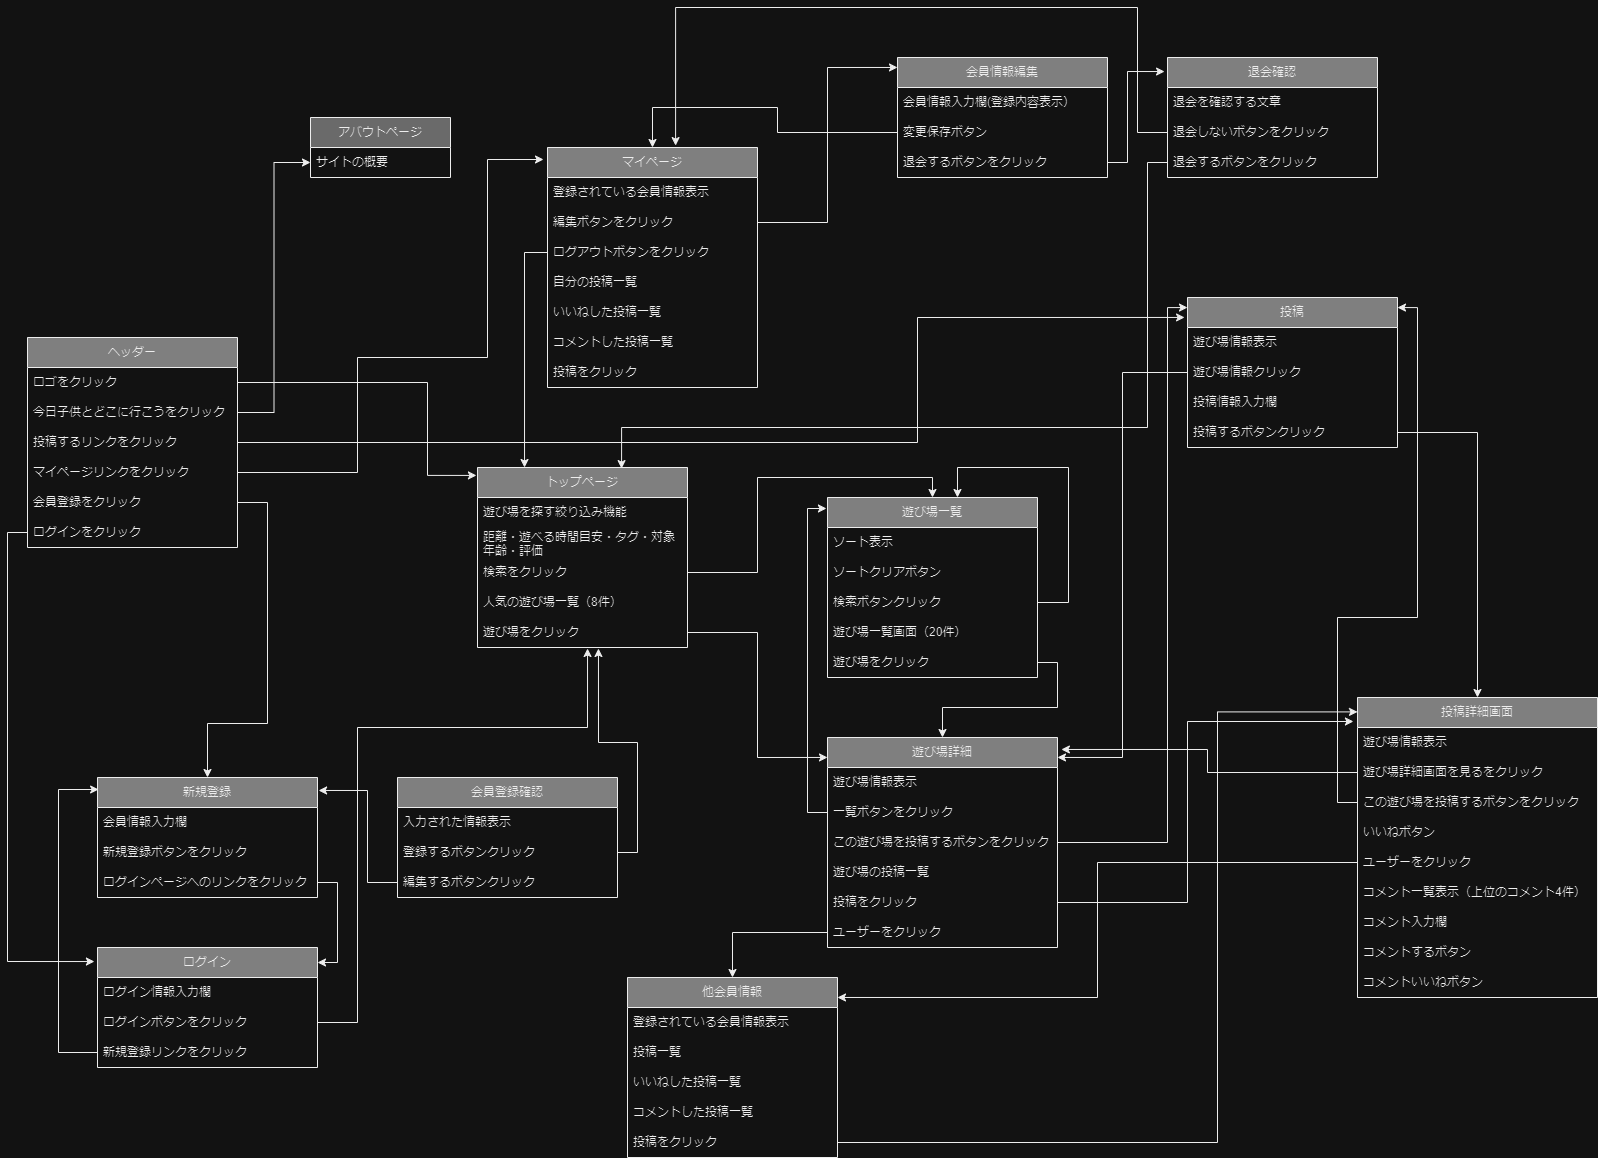 会員情報編集
会員情報入力欄(登録内容表示)
変更保存ボタン
退会するボタンをクリック
退会確認
退会を確認する文章
退会しないボタンをクリック
退会するボタンをクリック
アバウトページ
サイトの概要
マイページ
登録されている会員情報表示
編集ボタンをクリック
ログアウトボタンをクリック
自分の投稿一覧
いいねした投稿一覧
コメントした投稿一覧
投稿をクリック
投稿
遊び場情報表示
遊び場情報クリック
投稿情報入力欄
投稿するボタンクリック
ヘッダー
ロゴをクリック
今日子供とどこに行こうをクリック
投稿するリンクをクリック
マイページリンクをクリック
会員登録をクリック
ログインをクリック
トップページ
遊び場を探す絞り込み機能
距離・遊べる時間目安・タグ・対象
年齢・評価
検索をクリック
人気の遊び場一覧（8件）
遊び場をクリック
遊び場一覧
ソート表示
ソートクリアボタン
検索ボタンクリック
遊び場一覧画面（20件）
遊び場をクリック
投稿詳細画面
遊び場情報表示
遊び場詳細画面を見るをクリック
この遊び場を投稿するボタンをクリック
いいねボタン
ユーザーをクリック
コメント一覧表示（上位のコメント4件）
コメント入力欄
コメントするボタン
コメントいいねボタン
遊び場詳細
遊び場情報表示
一覧ボタンをクリック
この遊び場を投稿するボタンをクリック
遊び場の投稿一覧
投稿をクリック
ユーザーをクリック
新規登録
会員情報入力欄
新規登録ボタンをクリック
ログインページへのリンクをクリック
会員登録確認
入力された情報表示
登録するボタンクリック
編集するボタンクリック
ログイン
ログイン情報入力欄
ログインボタンをクリック
新規登録リンクをクリック
他会員情報
登録されている会員情報表示
投稿一覧
いいねした投稿一覧
コメントした投稿一覧
投稿をクリック